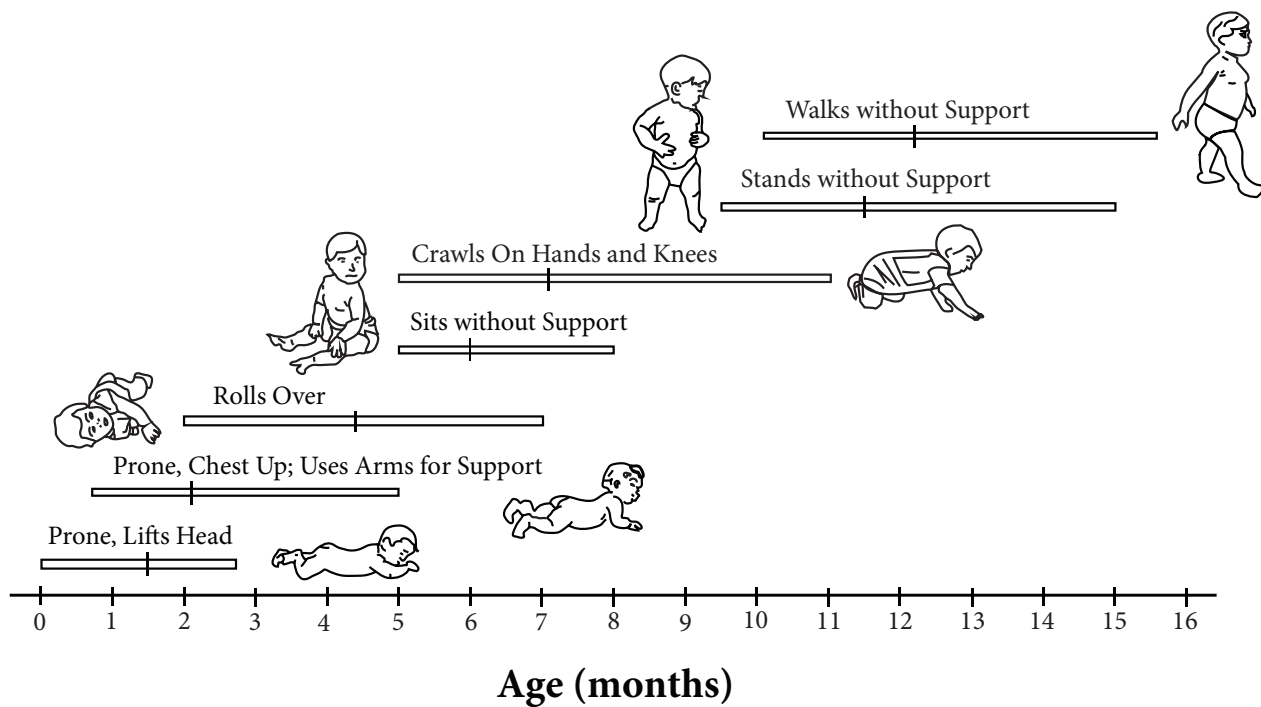 Walks without Support
Stands without Support
Crawls On Hands and Knees
Sits without Support
Rolls Over
Prone, Chest Up; Uses Arms for Support
Prone, Lifts Head
0 1 2 3 4 5 6 7 8 9 10 11 12 13 14 15 16
Age (months)